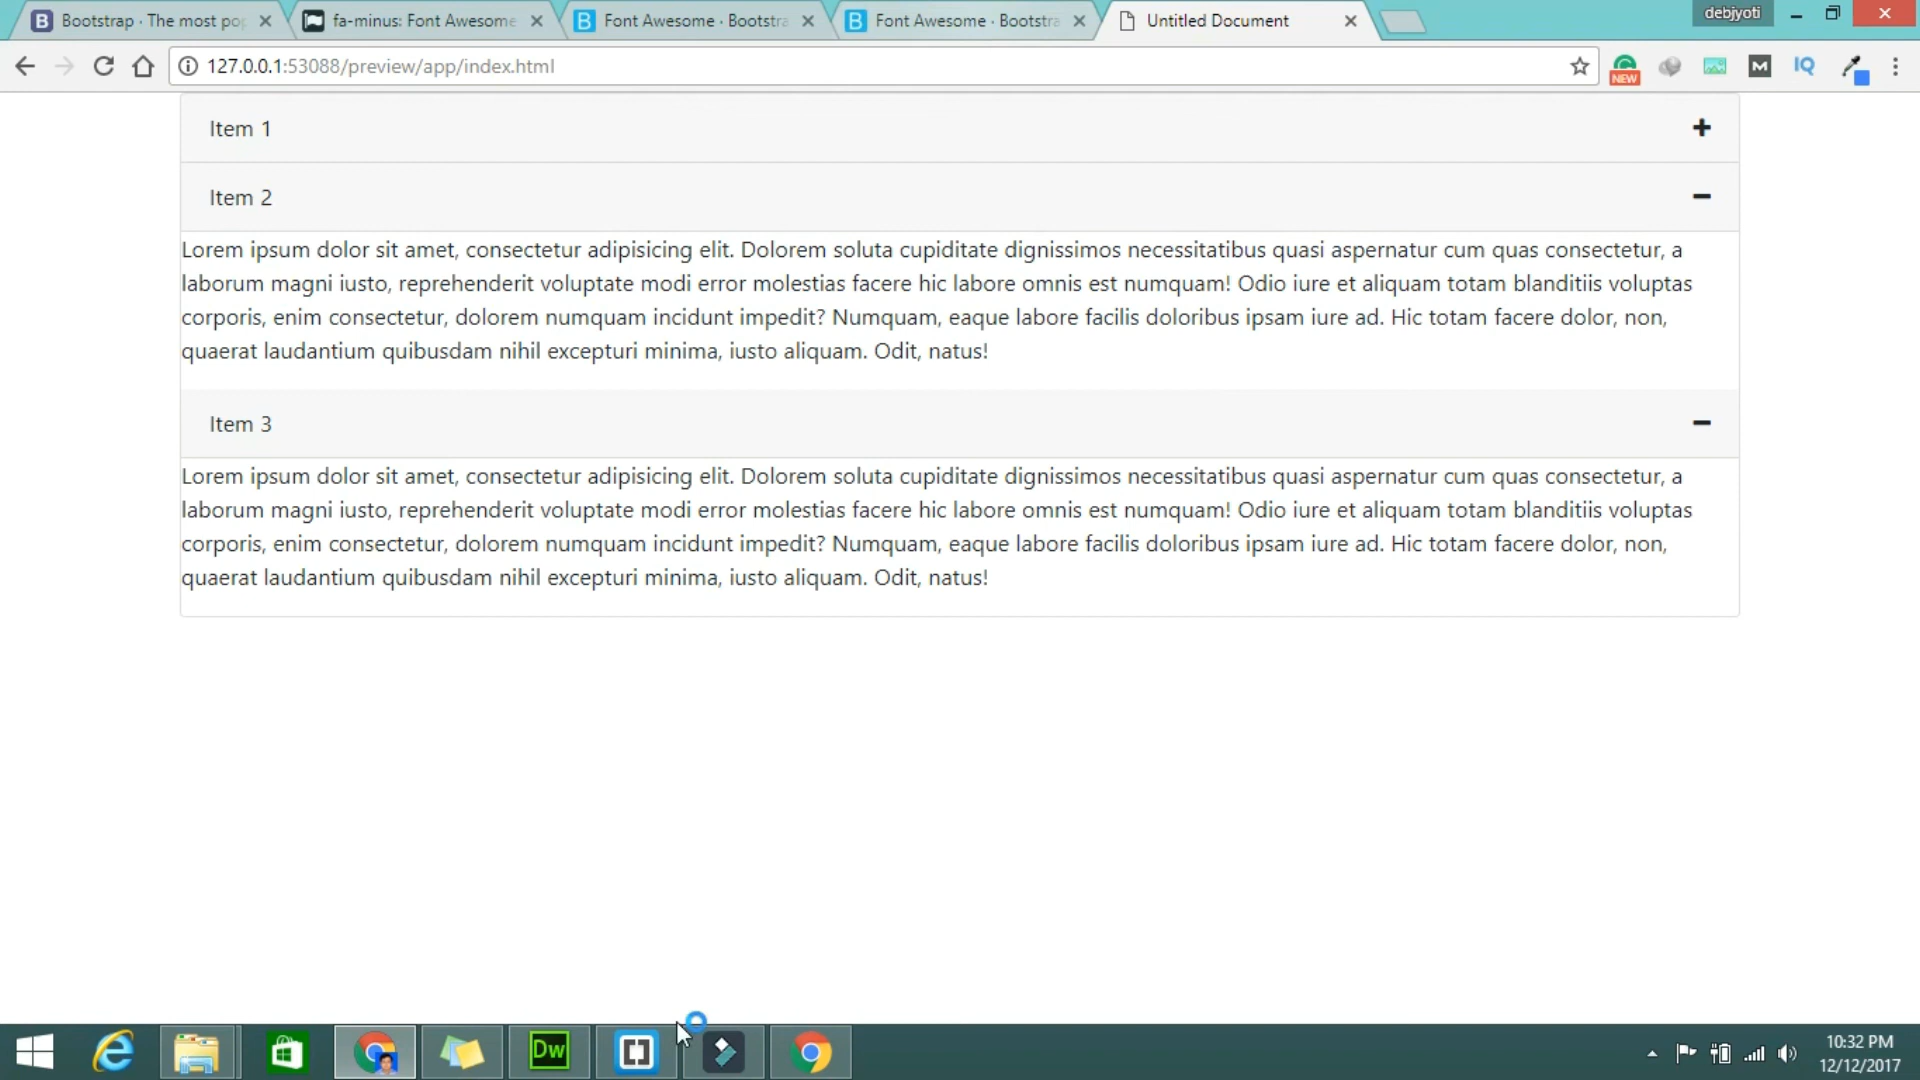 Bootstrap · The most pop
fa-minus: Font Awesome
Font Awesome · Bootstra
Font Awesome · Bootstra
Untitled Document
debjyoti
127.0.0.1:53088/preview/app/index.html
NEW
M
IQ
Item 1
Item 2
Lorem ipsum dolor sit amet, consectetur adipisicing elit. Dolorem soluta cupiditate dignissimos necessitatibus quasi aspernatur cum quas consectetur, a
laborum magni iusto, reprehenderit voluptate modi error molestias facere hic labore omnis est numquam! Odio iure et aliquam totam blanditiis voluptas
corporis, enim consectetur, dolorem numquam incidunt impedit? Numquam, eaque labore facilis doloribus ipsam iure ad. Hic totam facere dolor, non,
quaerat laudantium quibusdam nihil excepturi minima, iusto aliquam. Odit, natus!
Item 3
Lorem ipsum dolor sit amet, consectetur adipisicing elit. Dolorem soluta cupiditate dignissimos necessitatibus quasi aspernatur cum quas consectetur, a
laborum magni iusto, reprehenderit voluptate modi error molestias facere hic labore omnis est numquam! Odio iure et aliquam totam blanditiis voluptas
corporis, enim consectetur, dolorem numquam incidunt impedit? Numquam, eaque labore facilis doloribus ipsam iure ad. Hic totam facere dolor, non,
quaerat laudantium quibusdam nihil excepturi minima, iusto aliquam. Odit, natus!
Dw
10:32 PM
12/12/2017